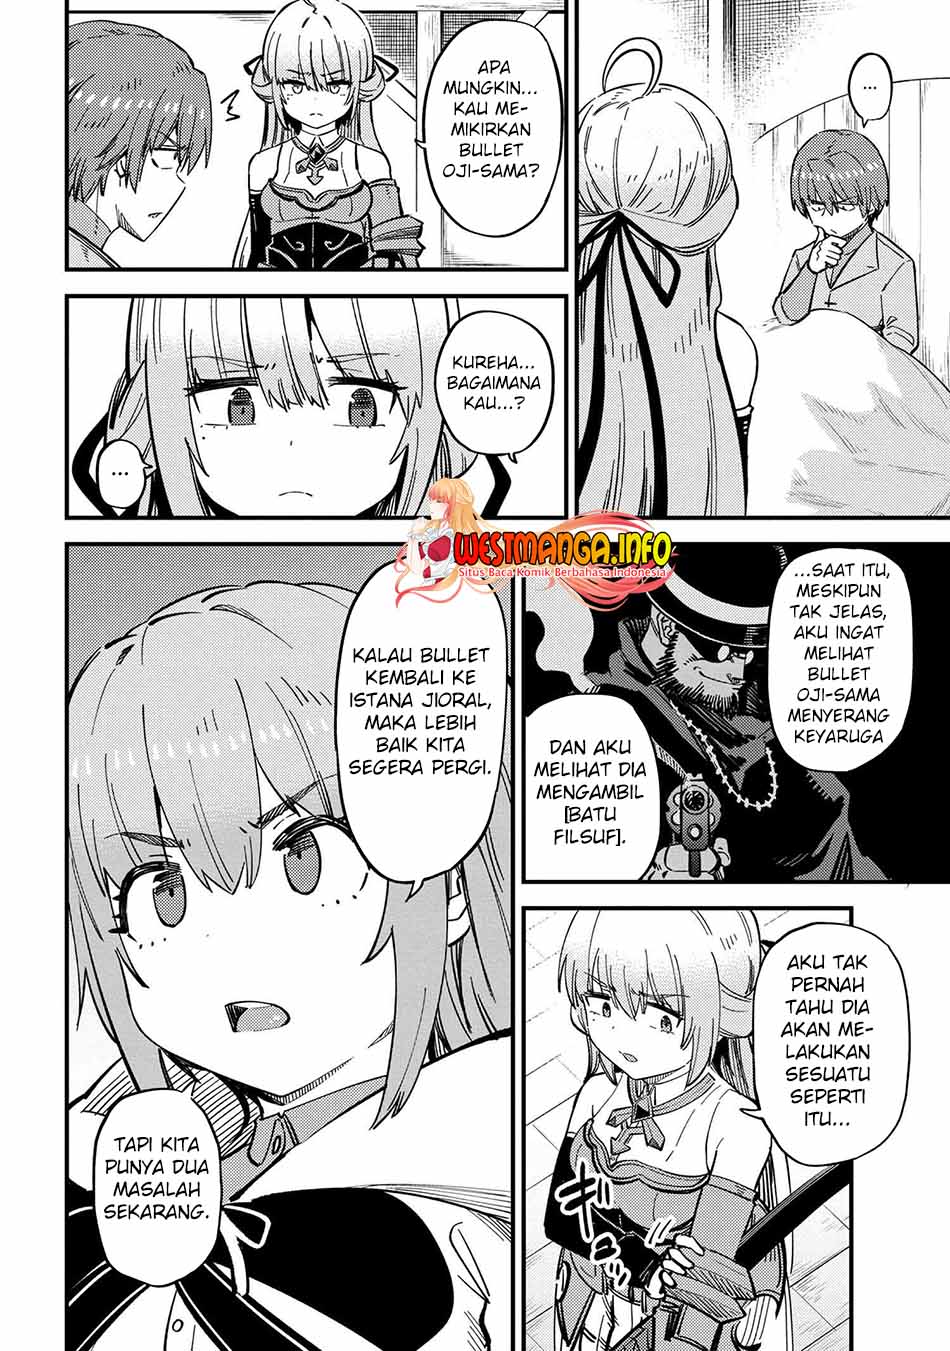 ...
APA
MUNGKIN...
KAU ME-
MIKIRKAN
BULLET
OJI-SAMA?
KUREHA...
BAGAIMANA
KAU...?
...
WESTMANGA.INFO
SITUS BACA KOMIK BERBAHASA INDONESIA
...SAAT ITU,
MESKIPUN
TAK JELAS,
AKU INGAT
MELIHAT
BULLET
OJI-SAMA
MENYERANG
KEYARUGA
DAN AKU
MELIHAT DIA
MENGAMBIL
[BATU
FILSUF].
KALAU BULLET
KEMBALI KE
ISTANA JIORAL,
MAKA LEBIH
BAIK KITA
SEGERA PERGI.
AKU TAK
PERNAH
TAHU DIA
AKAN ME-
LAKUKAN
SESUATU
SEPERTI
ITU...
ギギ
TAPI KITA
PUNYA DUA
MASALAH
SEKARANG.